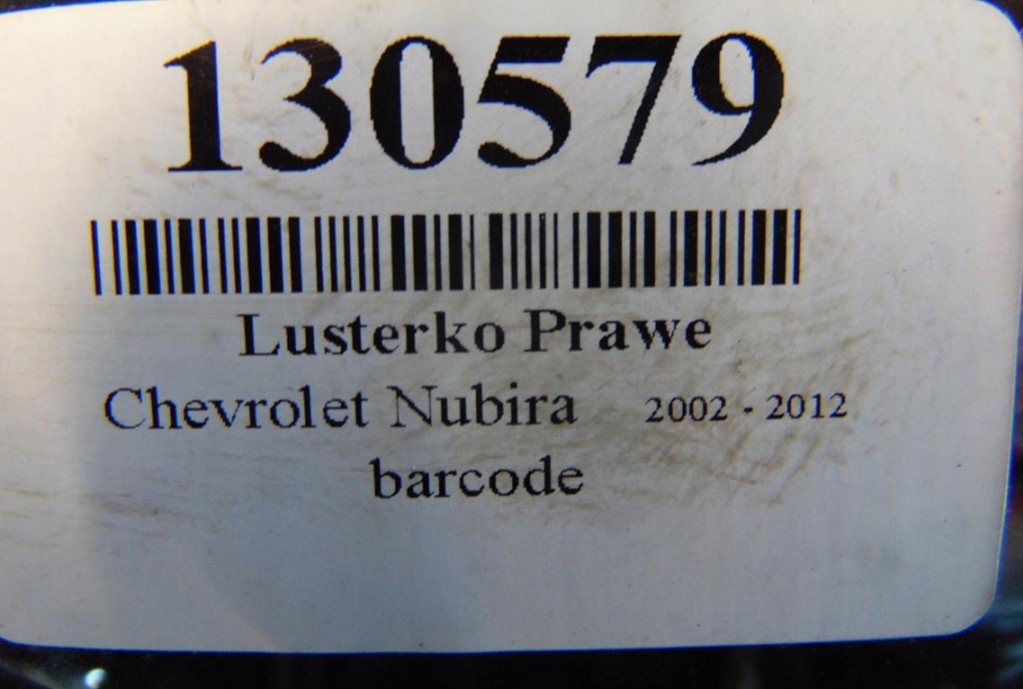 130579
Lusterko Prawe
Chevrolet Nubira 2002 - 2012
barcode